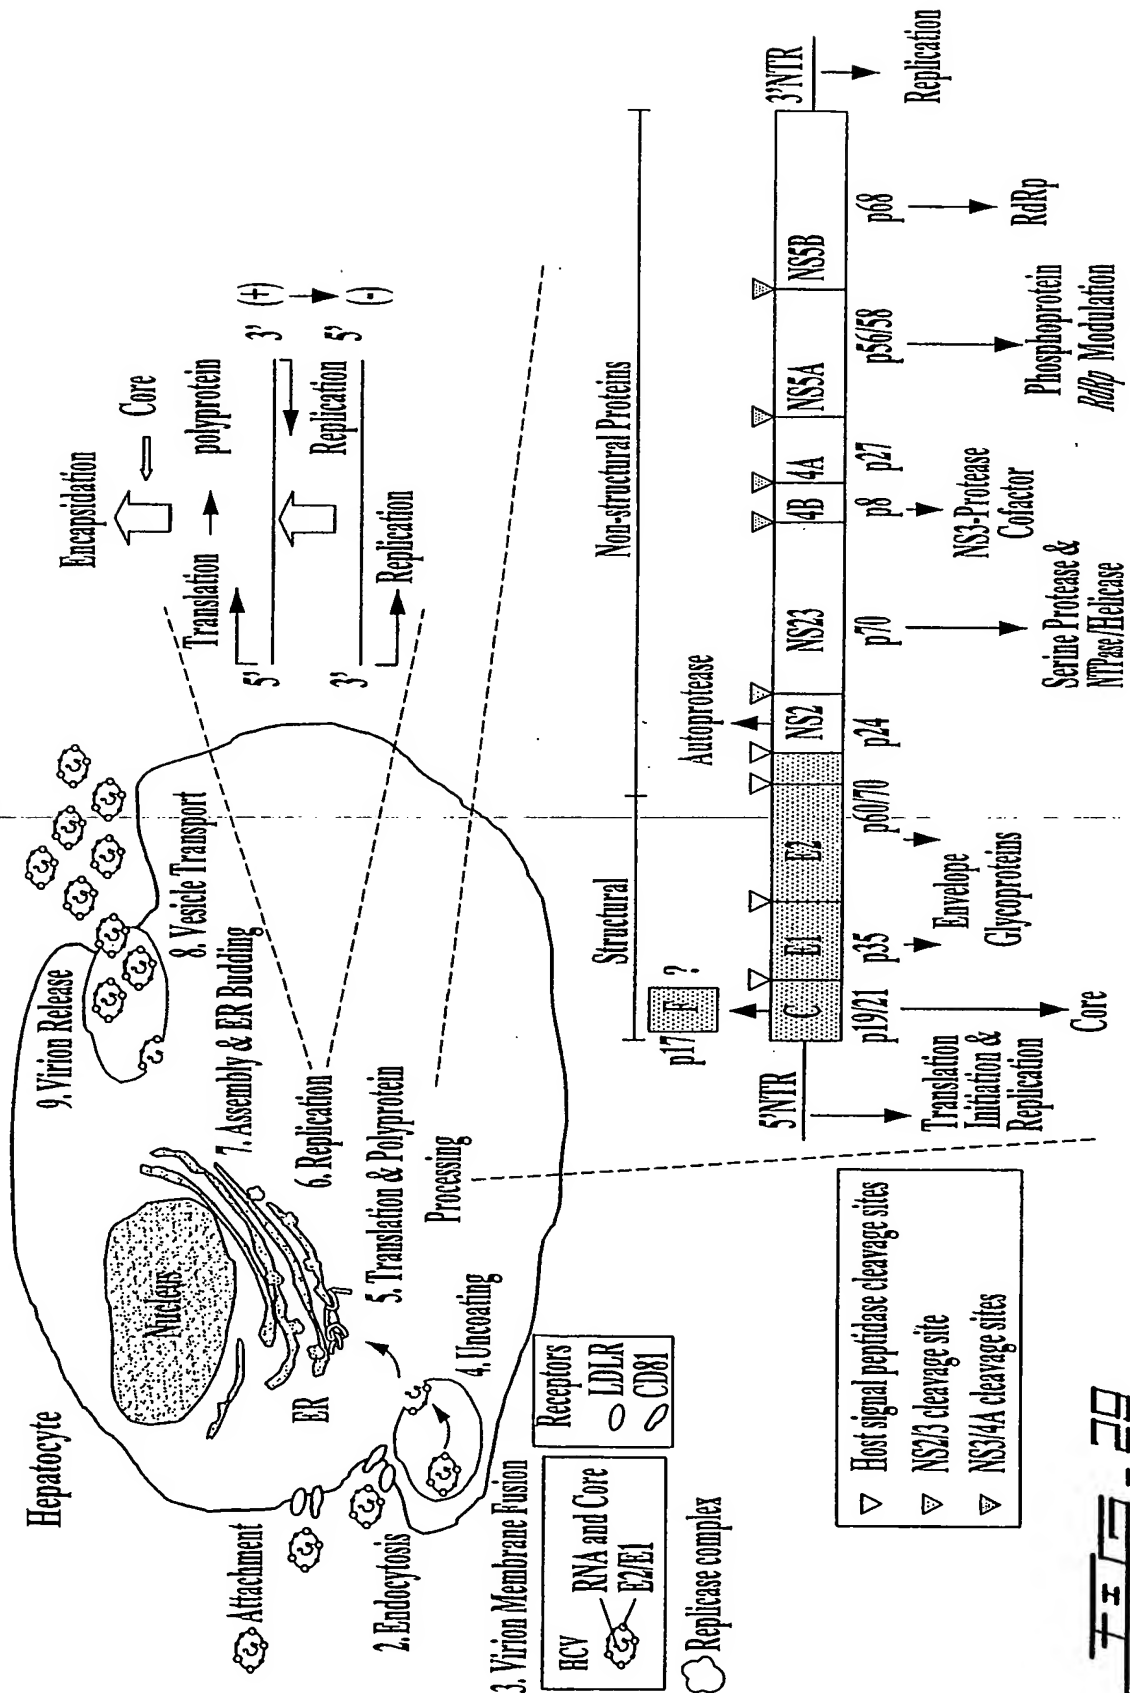 Hepatocyte
Attachment
2. Endocytosis
3. Virion Membrane Fusion
4. Uncoating
5. Translation & Polyprotein
Processing
6. Replication
7. Assembly & ER Budding
8. Vesicle Transport
9. Virion Release
Nucleus
ER
HCV
RNA and Core
E2/E1
Receptors
LDLR
CD81
Replicase complex
Encapsidation
Core
Translation
polyprotein
5'
3'
(+)
Replication
3'
5'
(-)
Replication
Structural
Non-structural Proteins
p17
F
?
Autoprotease
5'NTR
C
E1
E2
NS2
NS23
4B
4A
NS5A
NS5B
3'NTR
p19/21
p35
p60/70
p24
p70
p8
p27
p56/58
p68
Translation
Initiation &
Replication
Core
Envelope
Glycoproteins
Serine Protease &
NTPase/Helicase
NS3-Protease
Cofactor
Phosphoprotein
RdRp Modulation
RdRp
Replication
Host signal peptidase cleavage sites
NS2/3 cleavage site
NS3/4A cleavage sites
FIG-29